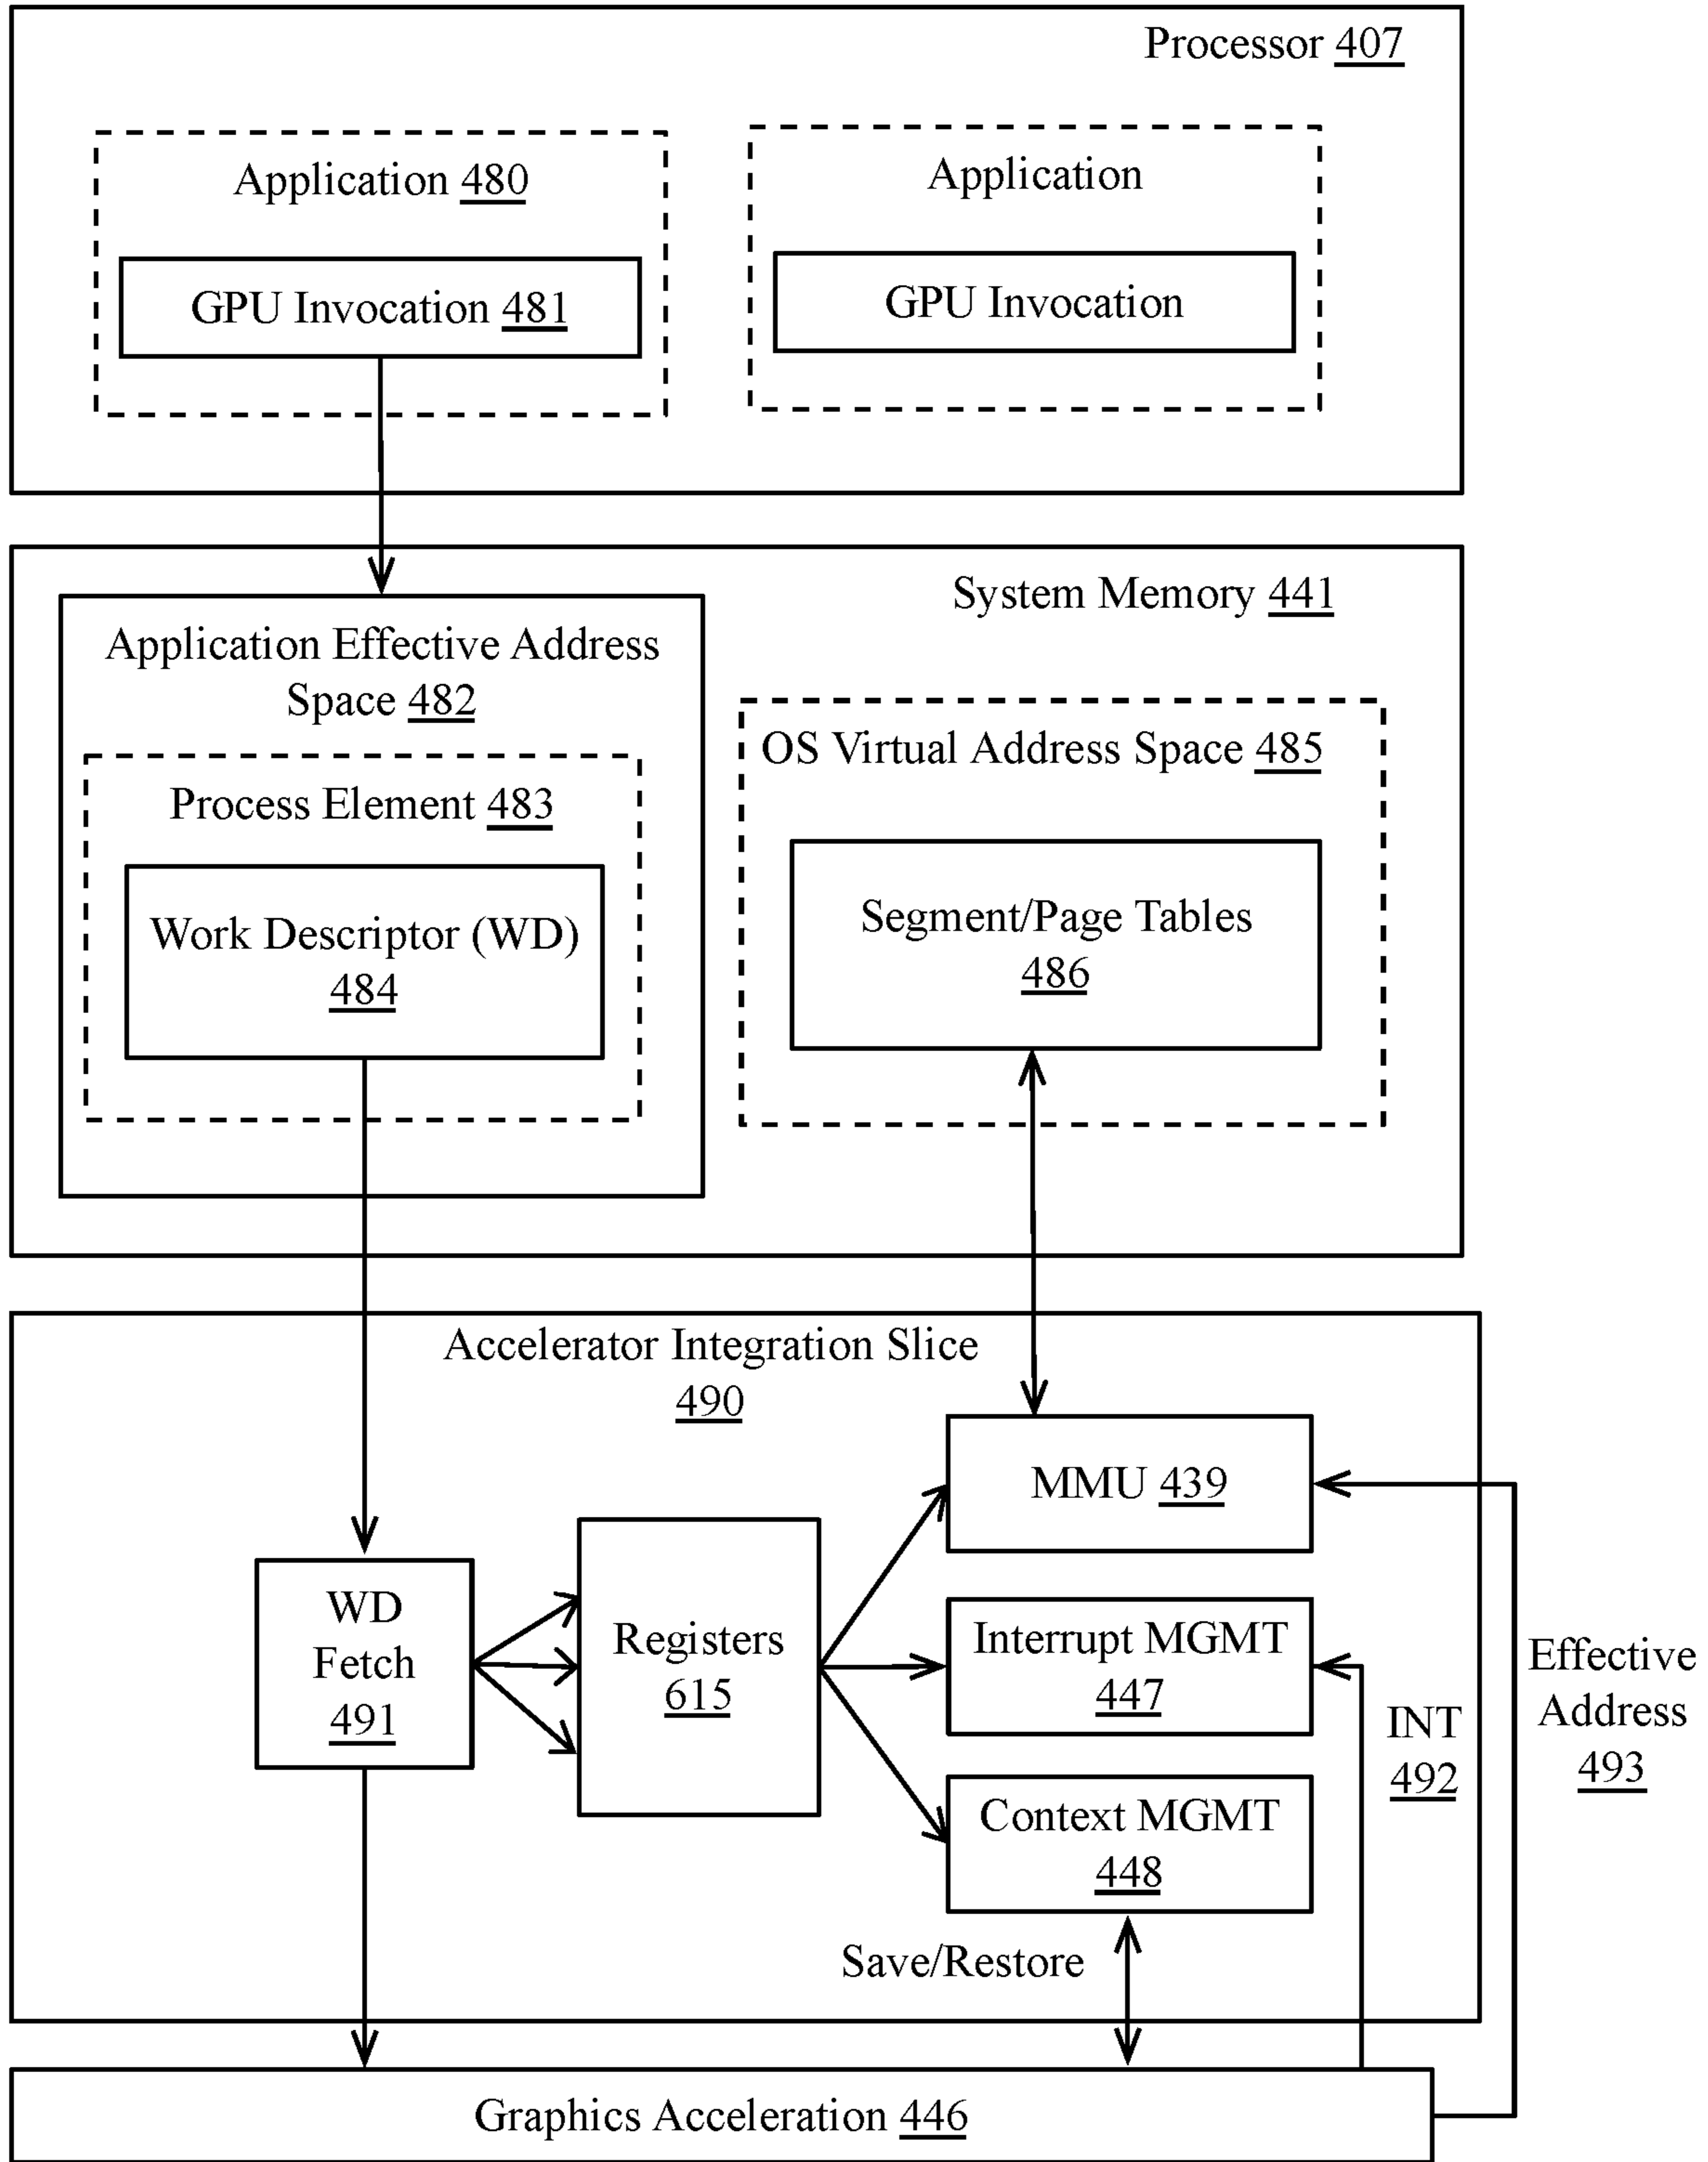 Processor 407
Application 480
Application
GPU Invocation 481
GPU Invocation
System Memory 441
Application Effective Address
Space 482
OS Virtual Address Space 485
Process Element 483
Work Descriptor (WD)
484
Segment/Page Tables
486
Accelerator Integration Slice
490
MMU 439
WD
Fetch
491
Registers
615
Interrupt MGMT
447
Effective
Address
493
INT
492
Context MGMT
448
Save/Restore
Graphics Acceleration 446